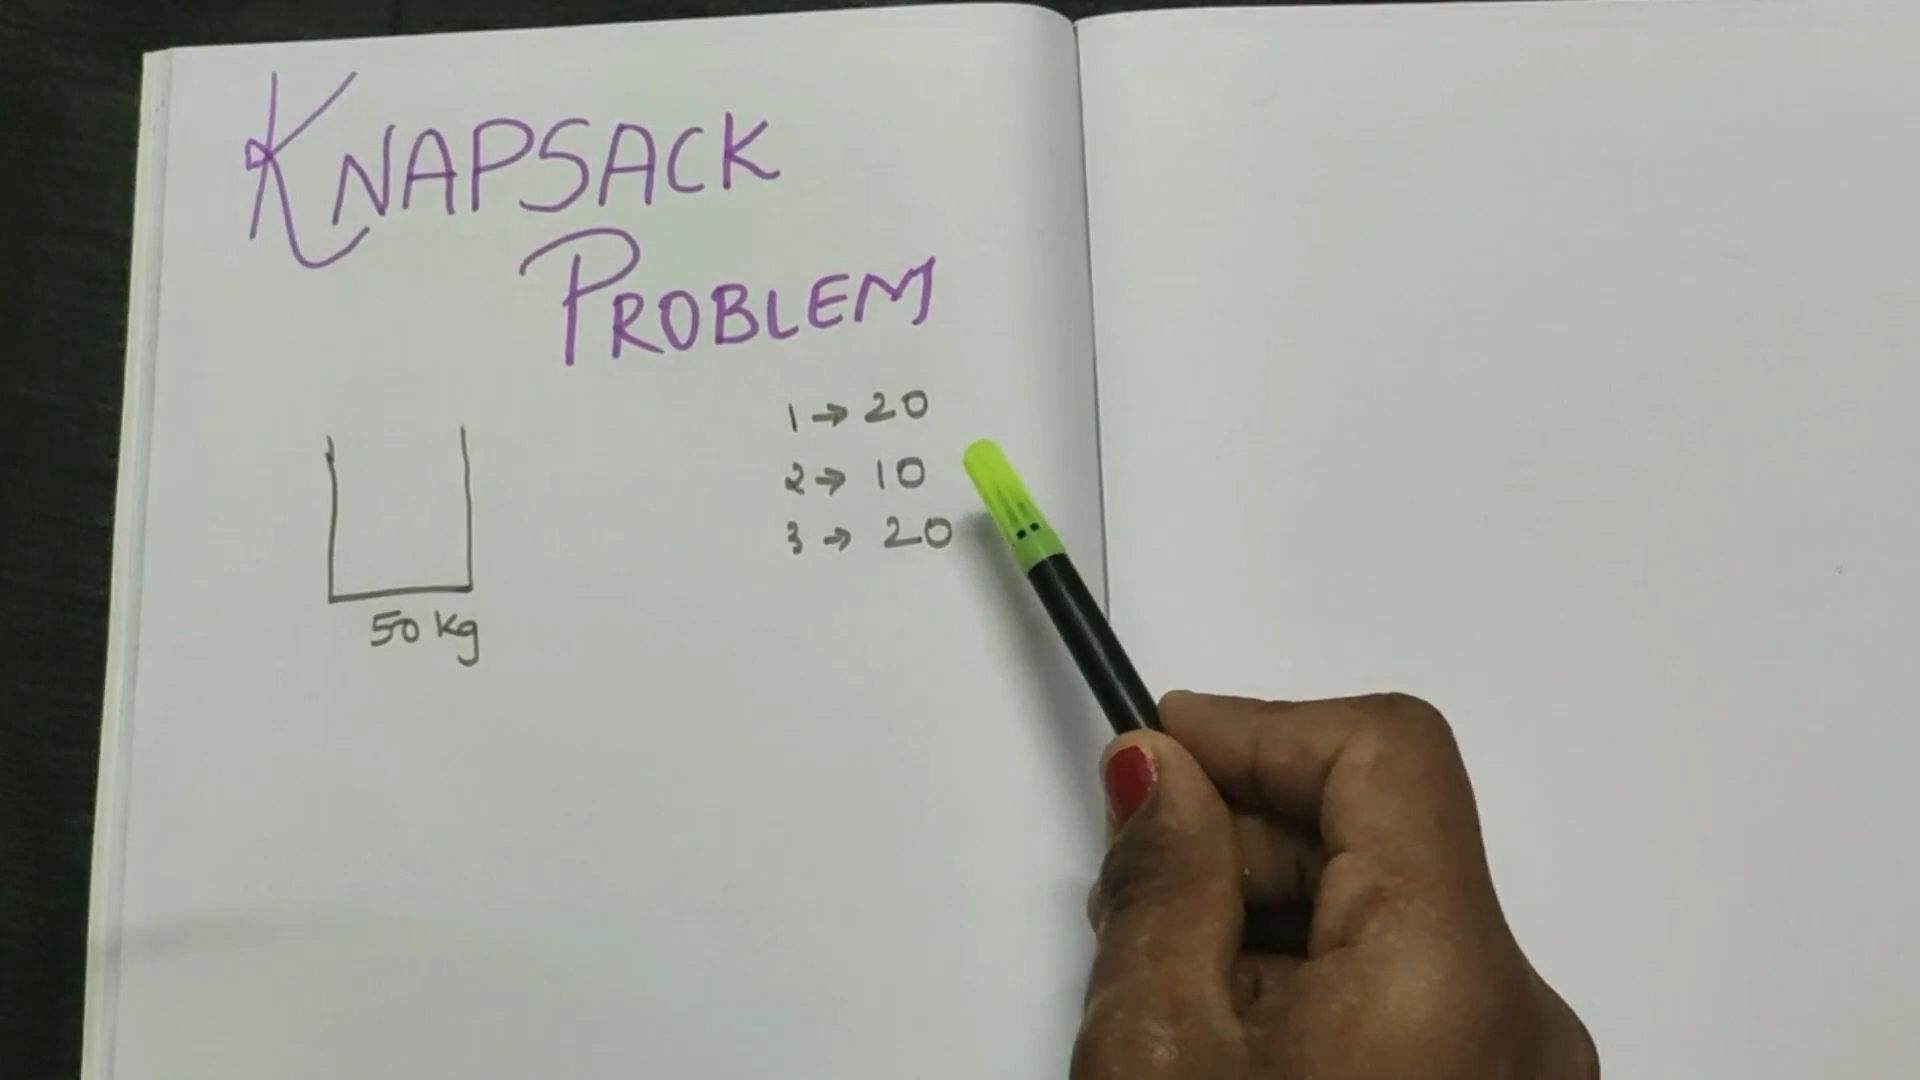 KNAPSACK
PROBLEM
1 → 20
2 → 10
3 → 20
50 kg